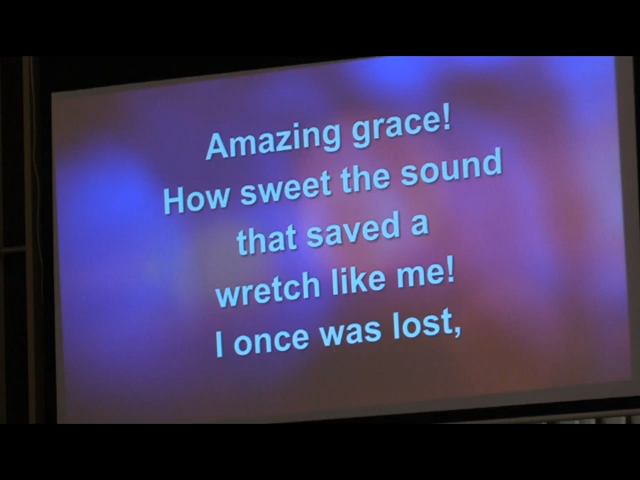 Amazing grace!
How sweet the sound
that saved a
wretch like me!
I once was lost,